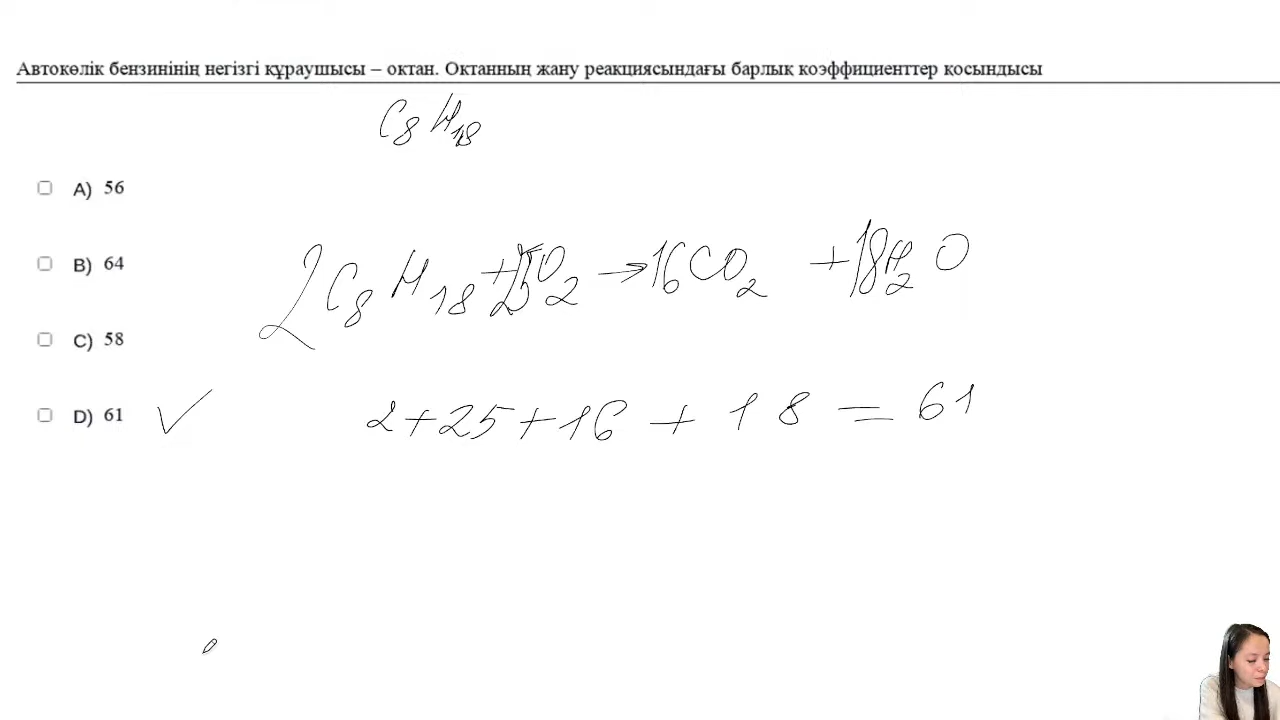 Автокөлік бензинінің негізгі құраушысы – октан. Октанның жану реакциясындағы барлық коэффициенттер қосындысы
C8H18
A) 56
2C8H18+25O2→16CO2+18H2O
B) 64
C) 58
D) 61
2+25+16+18=61